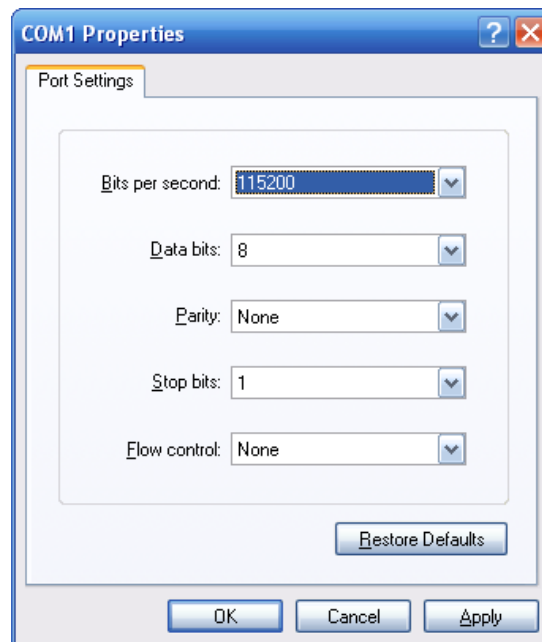 COM1 Properties
Port Settings
Bits per second: 115200
Data bits: 8
Parity: None
Stop bits: 1
Flow control: None
Restore Defaults
OK Cancel Apply